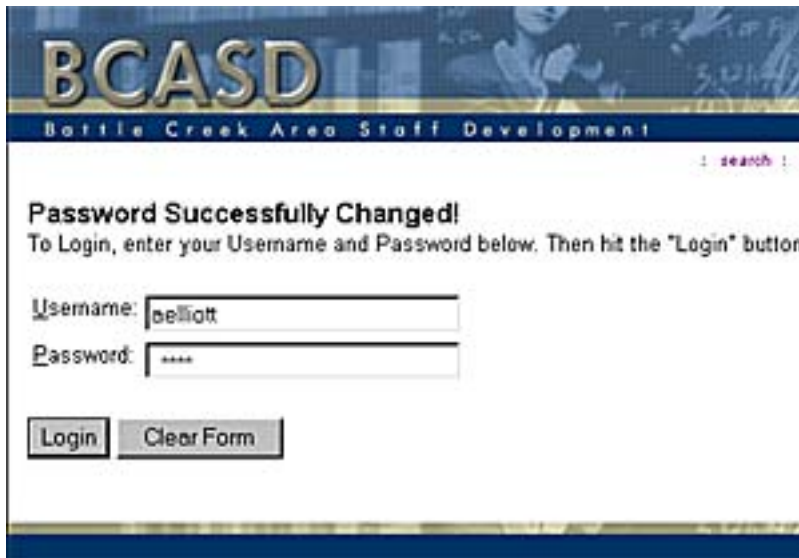 BCASD
Battle Creek Area Staff Development
: search :
Password Successfully Changed!
To Login, enter your Username and Password below. Then hit the "Login" button
Username: aelliott
Password: ****
Login Clear Form